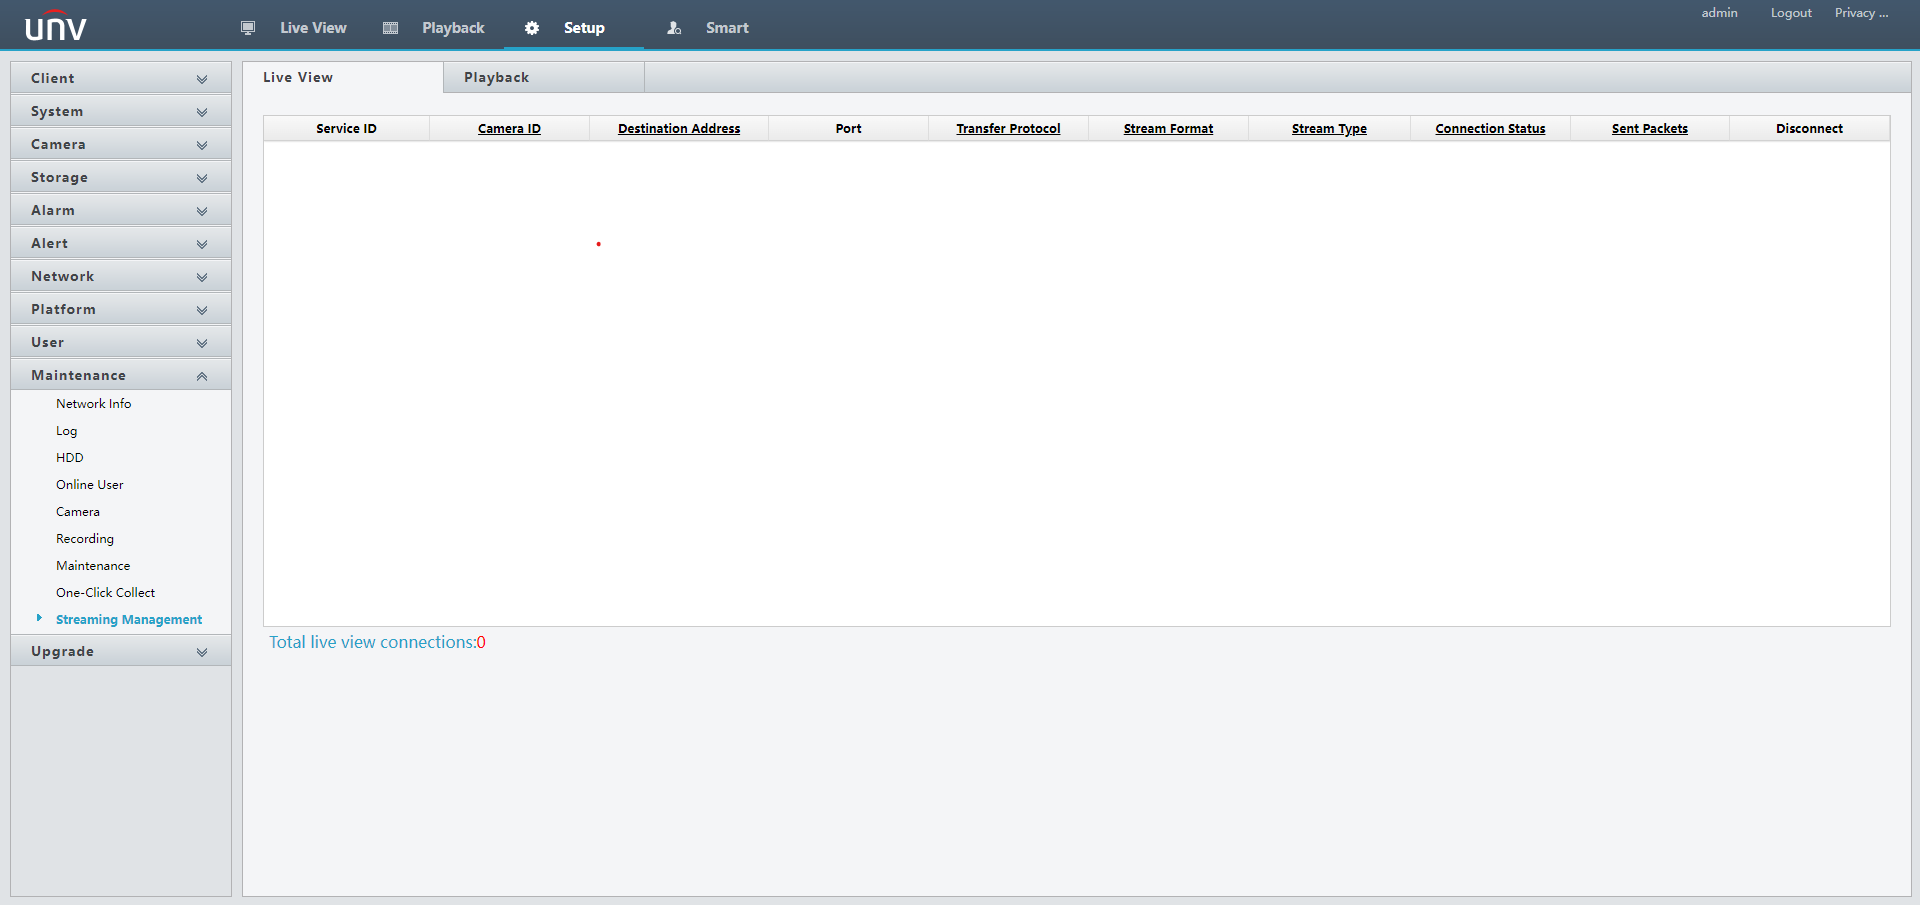 unv Live View Playback Setup Smart admin Logout Privacy ...
Client
System
Camera
Storage
Alarm
Alert
Network
Platform
User
Maintenance
Network Info
Log
HDD
Online User
Camera
Recording
Maintenance
One-Click Collect
Streaming Management
Upgrade
Live View Playback
Service ID Camera ID Destination Address Port Transfer Protocol Stream Format Stream Type Connection Status Sent Packets Disconnect
Total live view connections:0